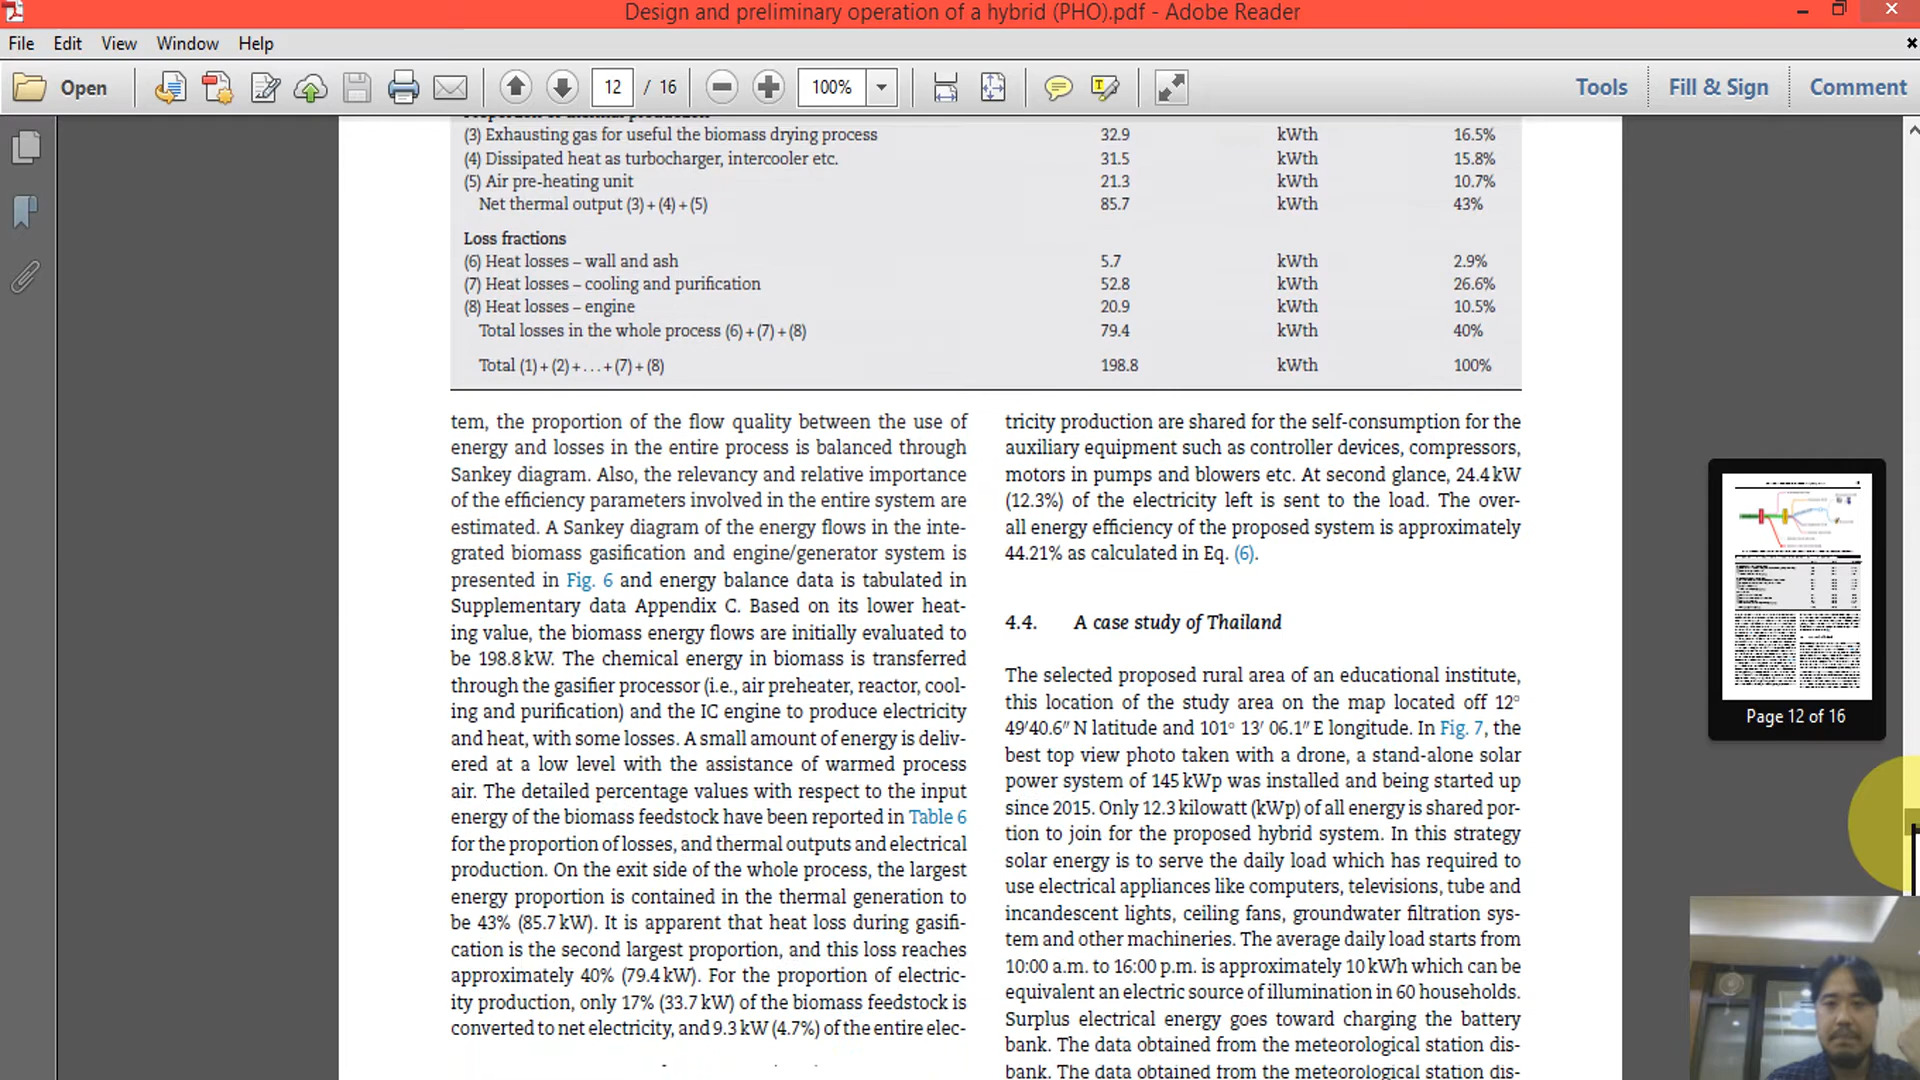 Design and preliminary operation of a hybrid (PHO).pdf - Adobe Reader
File Edit View Window Help
Open 12 / 16 100% Tools Fill & Sign Comment
(3) Exhausting gas for useful the biomass drying process 32.9 kWth 16.5%
(4) Dissipated heat as turbocharger, intercooler etc. 31.5 kWth 15.8%
(5) Air pre-heating unit 21.3 kWth 10.7%
Net thermal output (3) + (4) + (5) 85.7 kWth 43%
Loss fractions
(6) Heat losses – wall and ash 5.7 kWth 2.9%
(7) Heat losses – cooling and purification 52.8 kWth 26.6%
(8) Heat losses – engine 20.9 kWth 10.5%
Total losses in the whole process (6) + (7) + (8) 79.4 kWth 40%
Total (1) + (2) + . . . + (7) + (8) 198.8 kWth 100%
tem, the proportion of the flow quality between the use of
energy and losses in the entire process is balanced through
Sankey diagram. Also, the relevancy and relative importance
of the efficiency parameters involved in the entire system are
estimated. A Sankey diagram of the energy flows in the inte-
grated biomass gasification and engine/generator system is
presented in Fig. 6 and energy balance data is tabulated in
Supplementary data Appendix C. Based on its lower heat-
ing value, the biomass energy flows are initially evaluated to
be 198.8 kW. The chemical energy in biomass is transferred
through the gasifier processor (i.e., air preheater, reactor, cool-
ing and purification) and the IC engine to produce electricity
and heat, with some losses. A small amount of energy is deliv-
ered at a low level with the assistance of warmed process
air. The detailed percentage values with respect to the input
energy of the biomass feedstock have been reported in Table 6
for the proportion of losses, and thermal outputs and electrical
production. On the exit side of the whole process, the largest
energy proportion is contained in the thermal generation to
be 43% (85.7 kW). It is apparent that heat loss during gasifi-
cation is the second largest proportion, and this loss reaches
approximately 40% (79.4 kW). For the proportion of electric-
ity production, only 17% (33.7 kW) of the biomass feedstock is
converted to net electricity, and 9.3 kW (4.7%) of the entire elec-
tricity production are shared for the self-consumption for the
auxiliary equipment such as controller devices, compressors,
motors in pumps and blowers etc. At second glance, 24.4 kW
(12.3%) of the electricity left is sent to the load. The over-
all energy efficiency of the proposed system is approximately
44.21% as calculated in Eq. (6).
4.4. A case study of Thailand
The selected proposed rural area of an educational institute,
this location of the study area on the map located off 12°
49′40.6″ N latitude and 101° 13′ 06.1″ E longitude. In Fig. 7, the
best top view photo taken with a drone, a stand-alone solar
power system of 145 kWp was installed and being started up
since 2015. Only 12.3 kilowatt (kWp) of all energy is shared por-
tion to join for the proposed hybrid system. In this strategy
solar energy is to serve the daily load which has required to
use electrical appliances like computers, televisions, tube and
incandescent lights, ceiling fans, groundwater filtration sys-
tem and other machineries. The average daily load starts from
10:00 a.m. to 16:00 p.m. is approximately 10 kWh which can be
equivalent an electric source of illumination in 60 households.
Surplus electrical energy goes toward charging the battery
bank. The data obtained from the meteorological station dis-
bank. The data obtained from the meteorological station dis-
Page 12 of 16